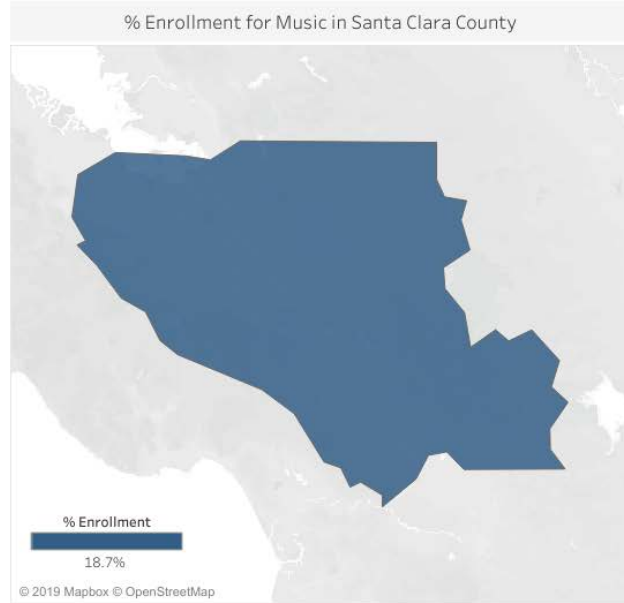 % Enrollment for Music in Santa Clara County
% Enrollment
18.7%
© 2019 Mapbox © OpenStreetMap